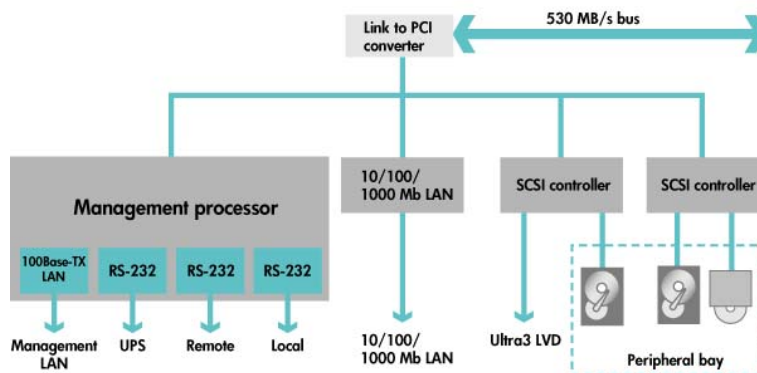 530 MB/s bus
Link to PCI
converter
Management processor
100Base-TX
LAN
RS-232
RS-232
RS-232
Management
LAN
UPS
Remote
Local
10/100/
1000 Mb LAN
10/100/
1000 Mb LAN
SCSI controller
Ultra3 LVD
SCSI controller
Peripheral bay